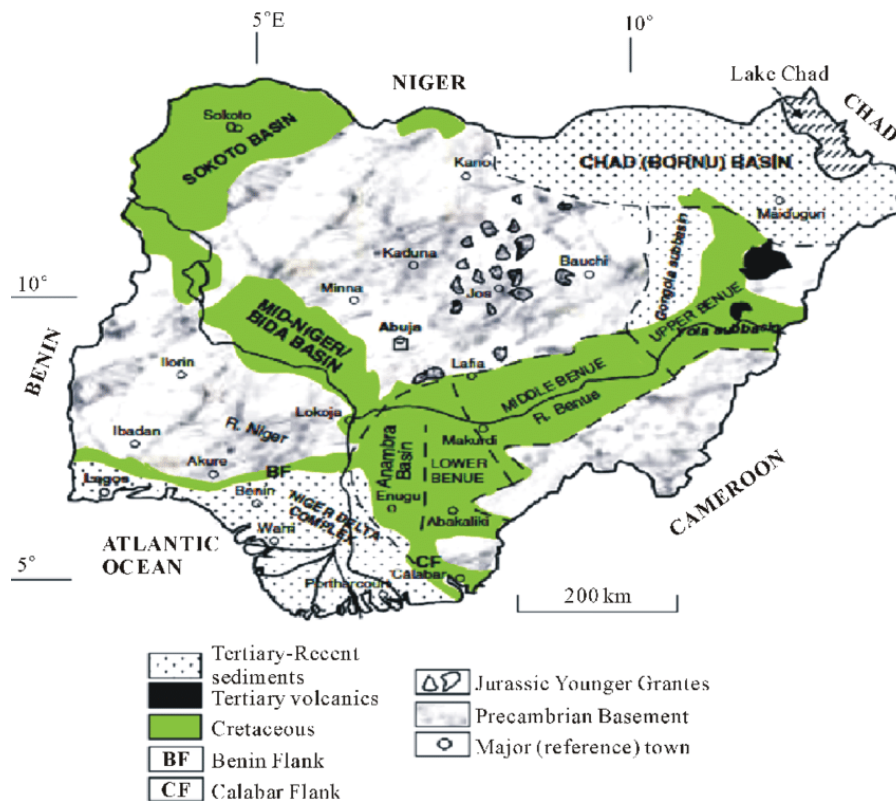 5°E
10°
NIGER
Lake Chad
CHAD
Sokoto
SOKOTO BASIN
Kano
CHAD (BORNU) BASIN
Maiduguri
Kaduna
Bauchi
Gongola subbasin
10°
Minna
Jos
MID-NIGER/
BIDA BASIN
Abuja
UPPER BENUE
Yola subbasin
BENIN
Ilorin
Lafia
MIDDLE BENUE
R. Benue
Lokoja
R. Niger
Ibadan
Makurdi
Anambra
Basin
LOWER
BENUE
Akure
BF
Lagos
Benin
Enugu
CAMEROON
NIGER DELTA
COMPLEX
Abakaliki
Warri
ATLANTIC
OCEAN
CF
Calabar
5°
Portharcourt
200 km
Tertiary-Recent
sediments
Tertiary volcanics
Cretaceous
BF Benin Flank
CF Calabar Flank
Jurassic Younger Grantes
Precambrian Basement
Major (reference) town